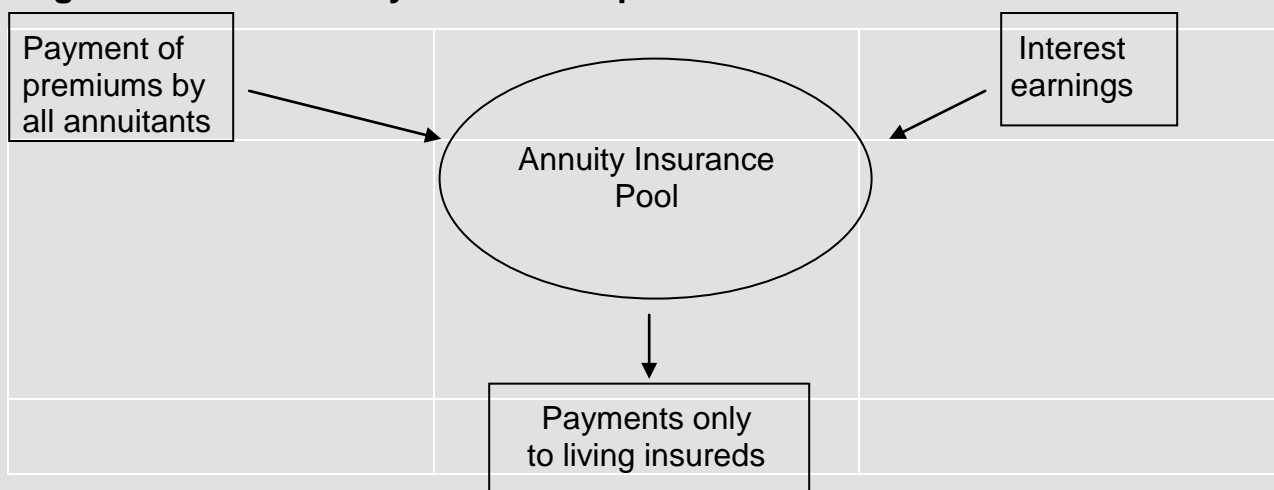 Payment of
premiums by
all annuitants
Interest
earnings
Annuity Insurance
Pool
Payments only
to living insureds